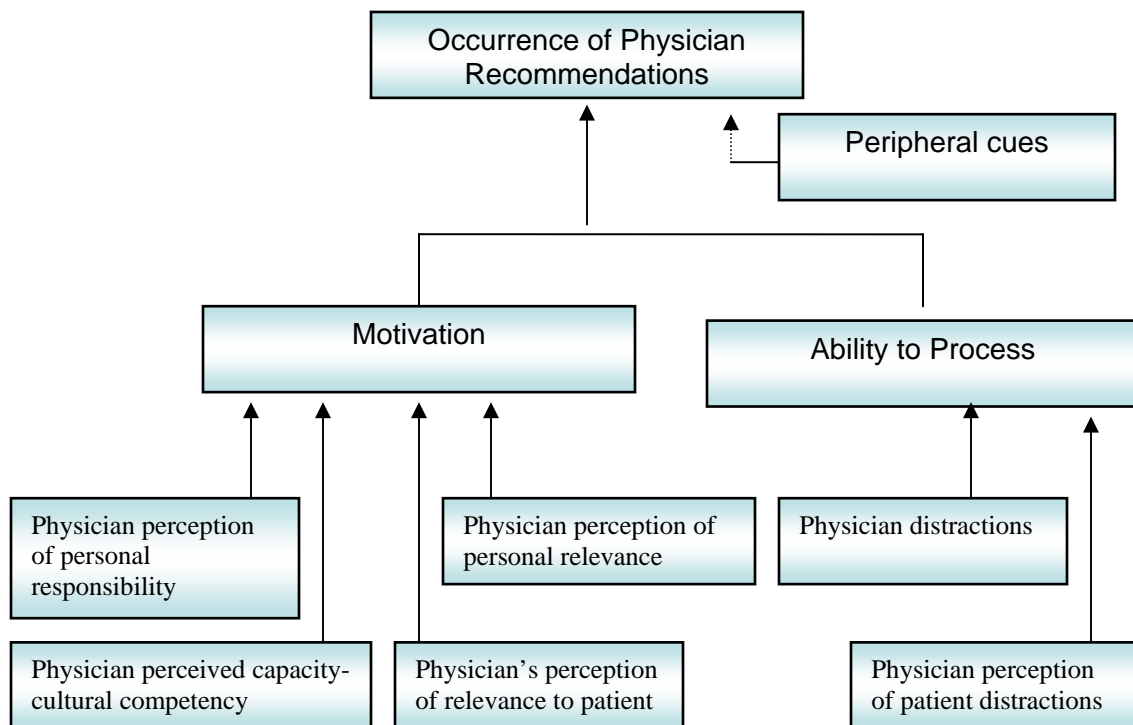 Occurrence of Physician
Recommendations
Peripheral cues
Motivation
Ability to Process
Physician perception
of personal
responsibility
Physician perception of
personal relevance
Physician distractions
Physician perceived capacity-
cultural competency
Physician’s perception
of relevance to patient
Physician perception
of patient distractions